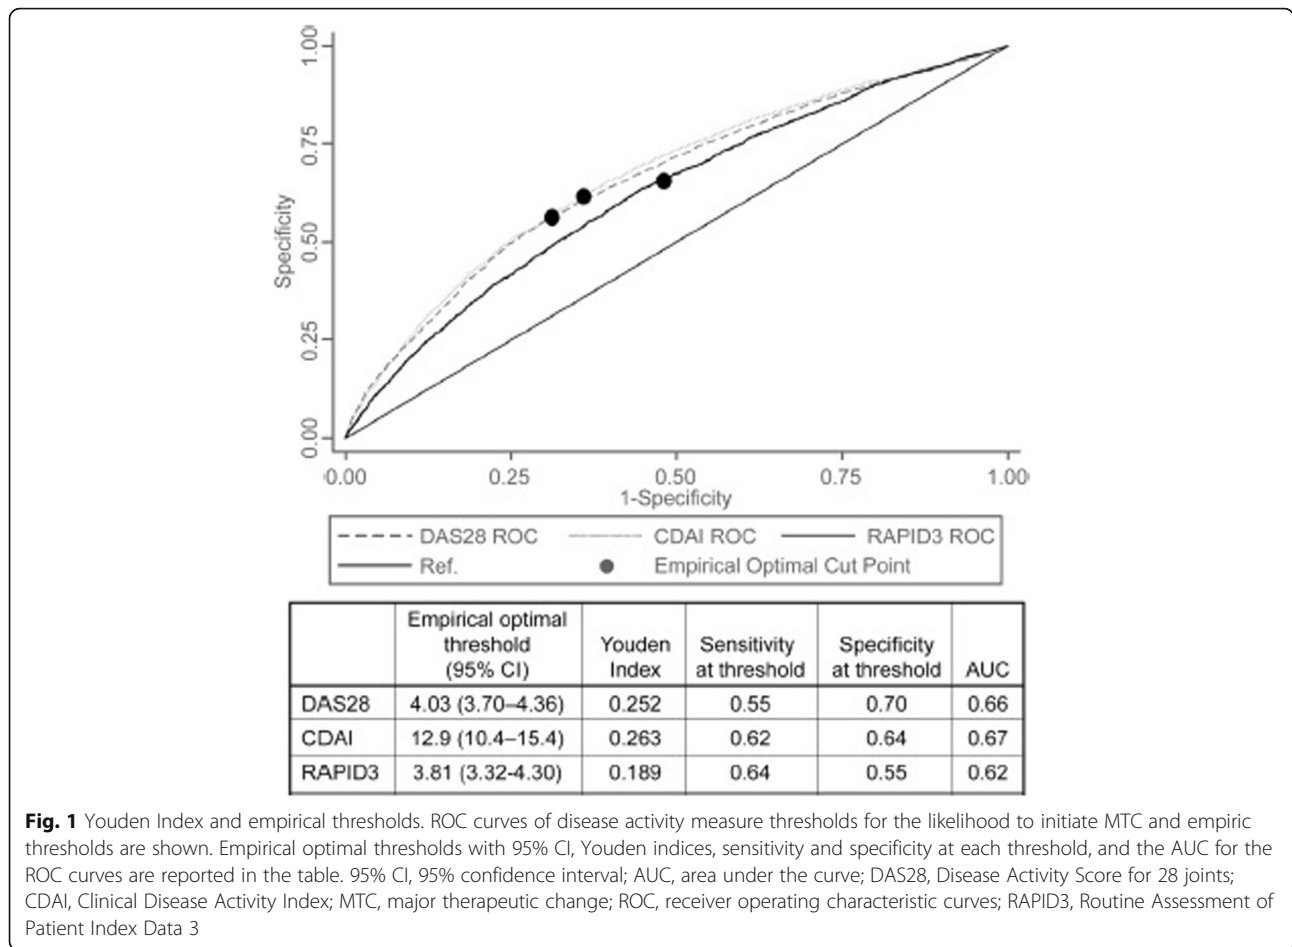 1.00
0.75
0.50
0.25
0.00
Specificity
0.00 0.25 0.50 0.75 1.00
1-Specificity
DAS28 ROC CDAI ROC RAPID3 ROC
Ref. Empirical Optimal Cut Point
Empirical optimal threshold (95% CI) Youden Index Sensitivity at threshold Specificity at threshold AUC
DAS28 4.03 (3.70–4.36) 0.252 0.55 0.70 0.66
CDAI 12.9 (10.4–15.4) 0.263 0.62 0.64 0.67
RAPID3 3.81 (3.32-4.30) 0.189 0.64 0.55 0.62
Fig. 1 Youden Index and empirical thresholds. ROC curves of disease activity measure thresholds for the likelihood to initiate MTC and empiric
thresholds are shown. Empirical optimal thresholds with 95% CI, Youden indices, sensitivity and specificity at each threshold, and the AUC for the
ROC curves are reported in the table. 95% CI, 95% confidence interval; AUC, area under the curve; DAS28, Disease Activity Score for 28 joints;
CDAI, Clinical Disease Activity Index; MTC, major therapeutic change; ROC, receiver operating characteristic curves; RAPID3, Routine Assessment of
Patient Index Data 3